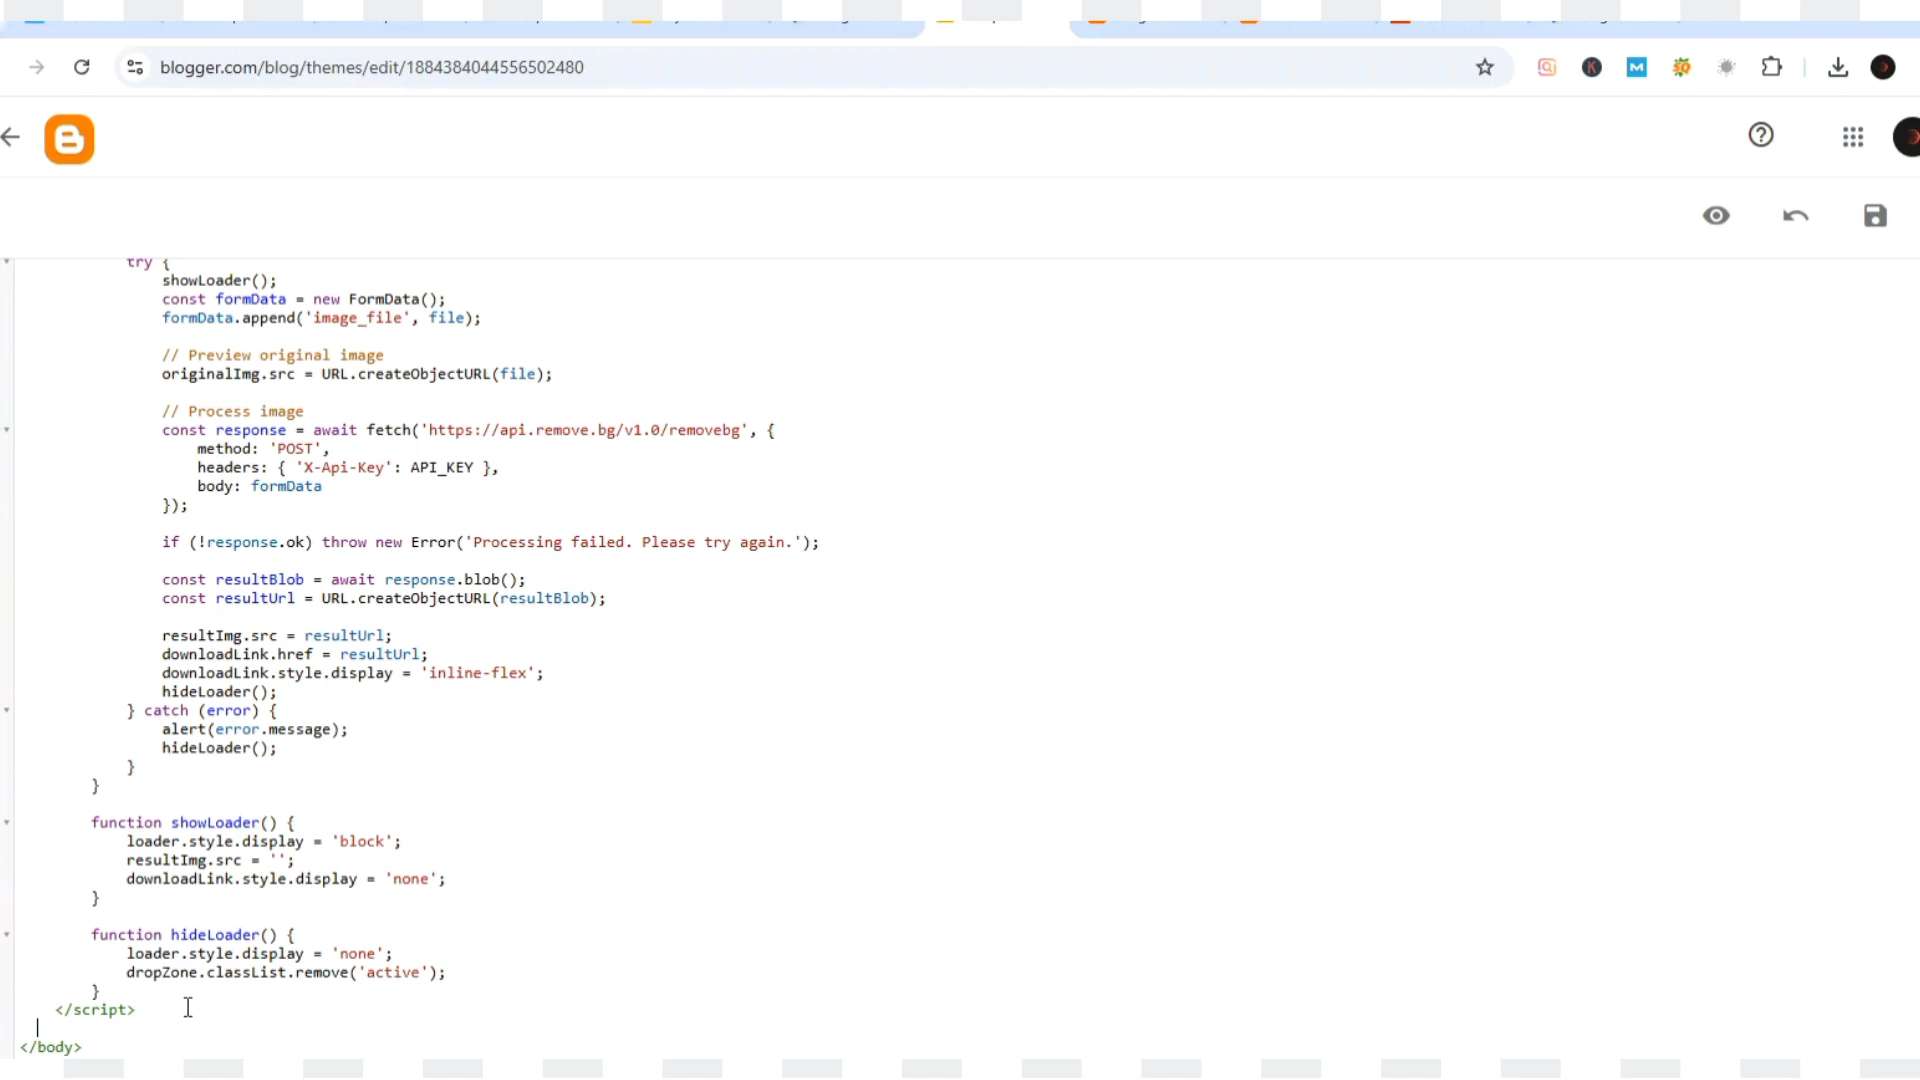 blogger.com/blog/themes/edit/1884384044556502480
try {
showLoader();
const formData = new FormData();
formData.append('image_file', file);
// Preview original image
originalImg.src = URL.createObjectURL(file);
// Process image
const response = await fetch('https://api.remove.bg/v1.0/removebg', {
method: 'POST',
headers: { 'X-Api-Key': API_KEY },
body: formData
});
if (!response.ok) throw new Error('Processing failed. Please try again.');
const resultBlob = await response.blob();
const resultUrl = URL.createObjectURL(resultBlob);
resultImg.src = resultUrl;
downloadLink.href = resultUrl;
downloadLink.style.display = 'inline-flex';
hideLoader();
} catch (error) {
alert(error.message);
hideLoader();
}
}
function showLoader() {
loader.style.display = 'block';
resultImg.src = '';
downloadLink.style.display = 'none';
}
function hideLoader() {
loader.style.display = 'none';
dropZone.classList.remove('active');
}
</script>
</body>